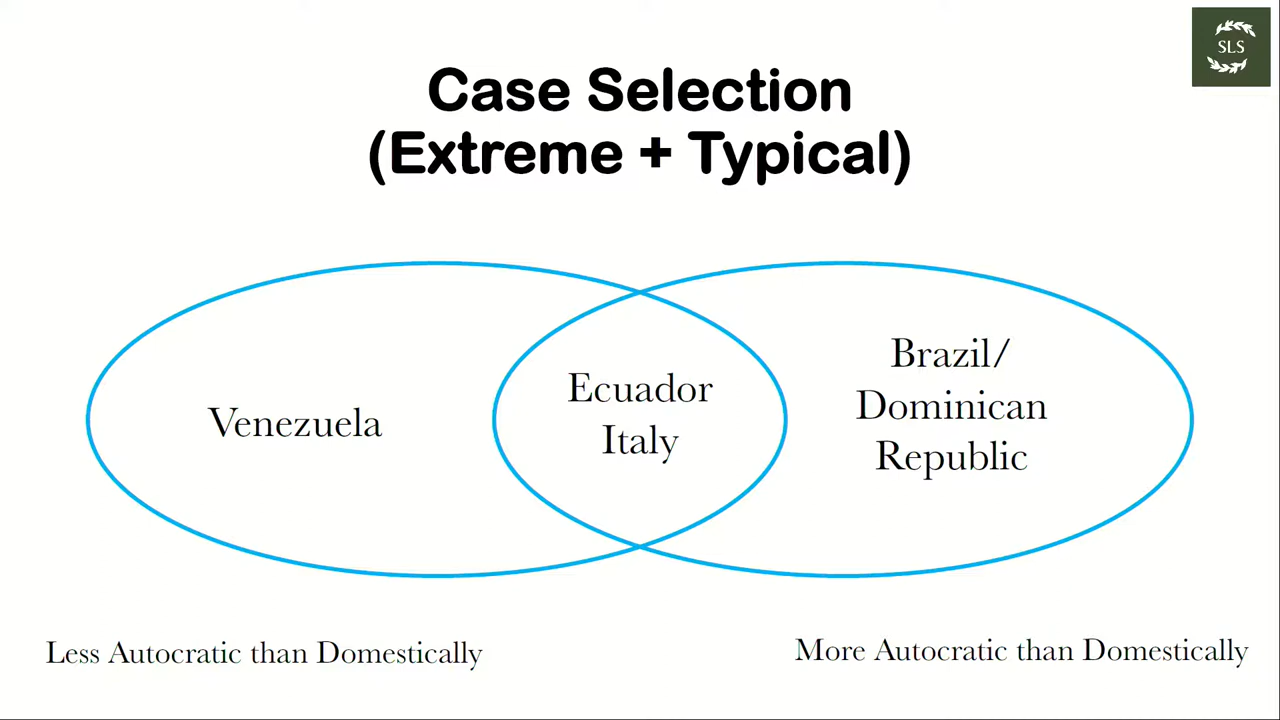 SLS
Case Selection
(Extreme + Typical)
Venezuela
Ecuador
Italy
Brazil/
Dominican
Republic
Less Autocratic than Domestically
More Autocratic than Domestically